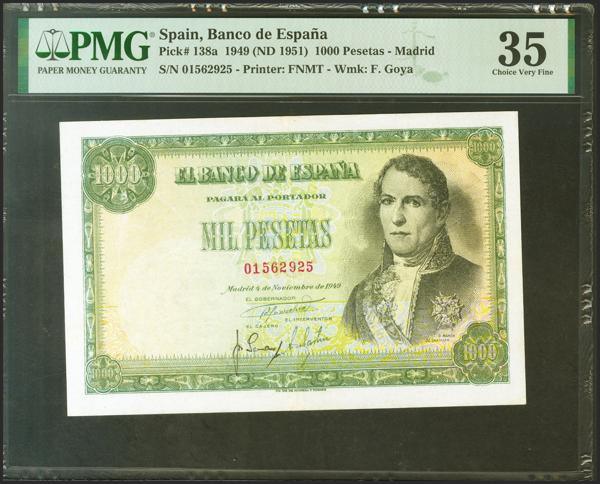 PMG
PAPER MONEY GUARANTY
Spain, Banco de España
Pick# 138a 1949 (ND 1951) 1000 Pesetas - Madrid
S/N 01562925 - Printer: FNMT - Wmk: F. Goya
35
Choice Very Fine
1000
1000
EL BANCO DE ESPAÑA
PAGARA AL PORTADOR
MIL PESETAS
01562925
Madrid 4 de Noviembre de 1949
EL GOBERNADOR
EL INTERVENTOR
EL CAJERO
1000
1000